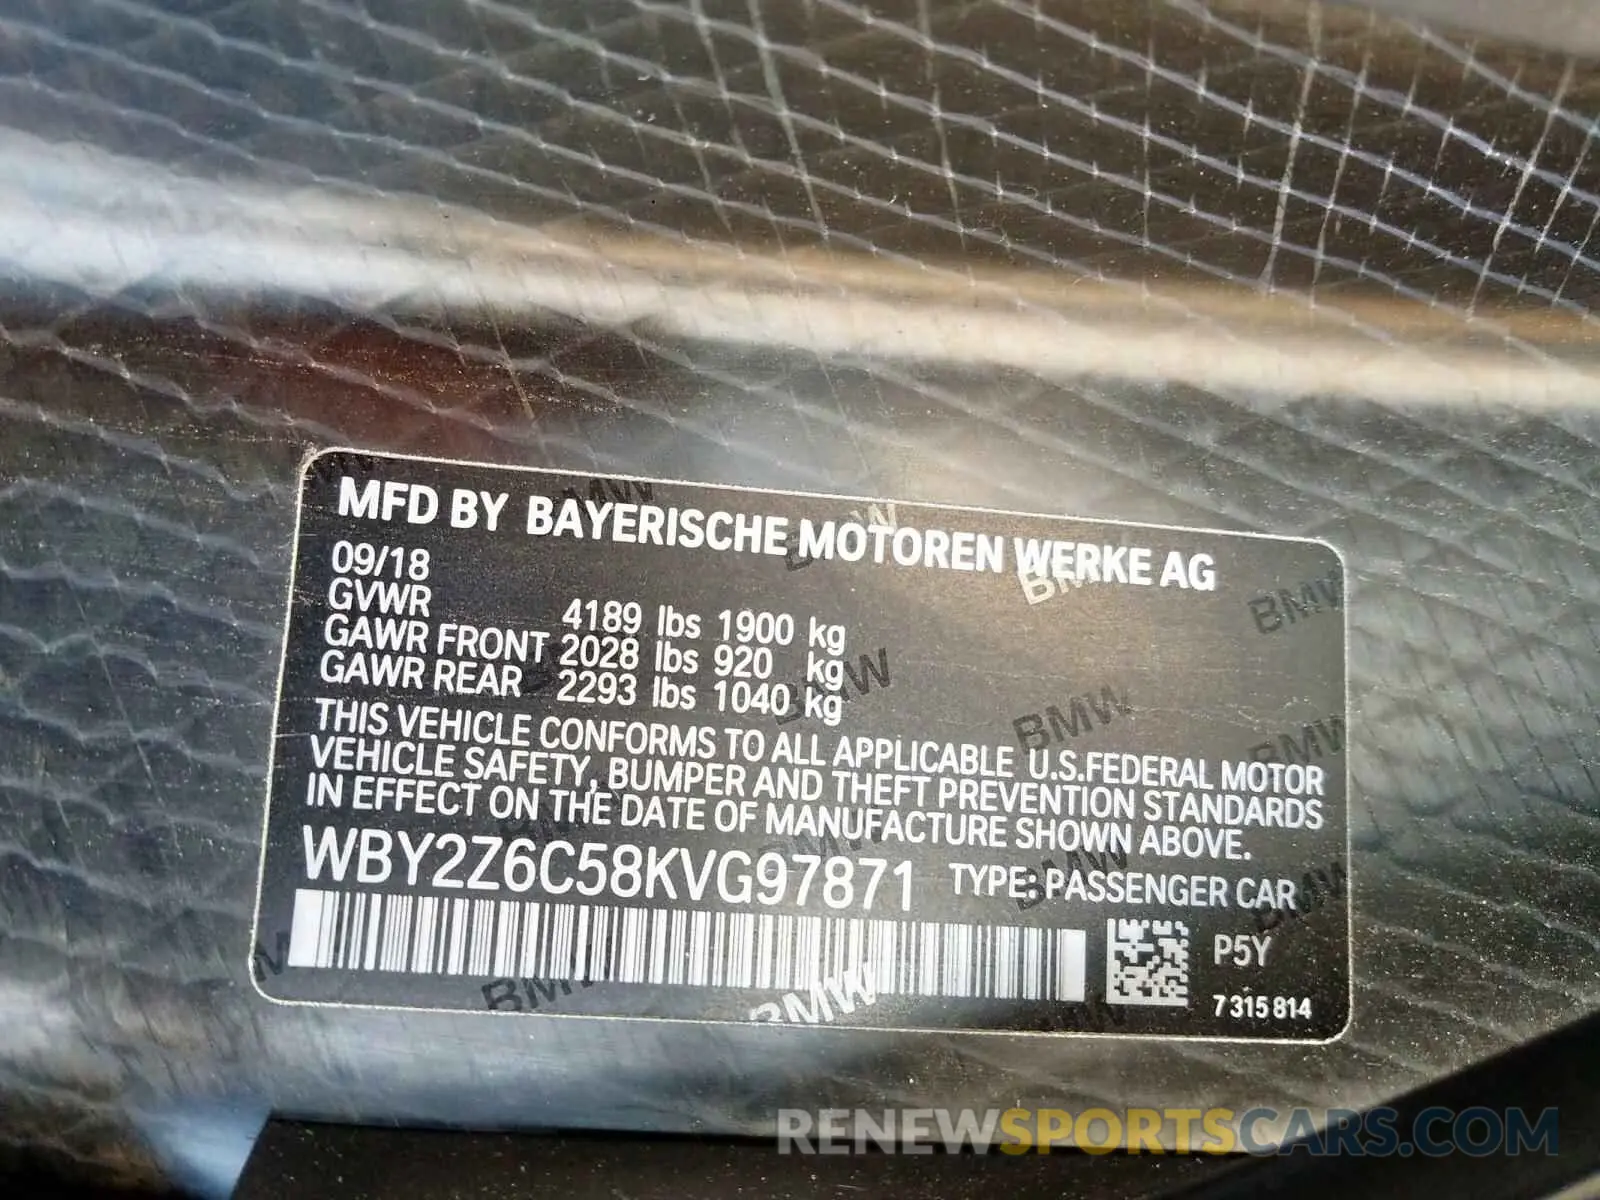 MFD BY BAYERISCHE MOTOREN WERKE AG
09/18
GVWR 4189 lbs 1900 kg
GAWR FRONT 2028 lbs 920 kg
GAWR REAR 2293 lbs 1040 kg
THIS VEHICLE CONFORMS TO ALL APPLICABLE U.S.FEDERAL MOTOR
VEHICLE SAFETY, BUMPER AND THEFT PREVENTION STANDARDS
IN EFFECT ON THE DATE OF MANUFACTURE SHOWN ABOVE.
WBY2Z6C58KVG97871 TYPE: PASSENGER CAR
P5Y
7 315 814
RENEWSPORTSCARS.COM